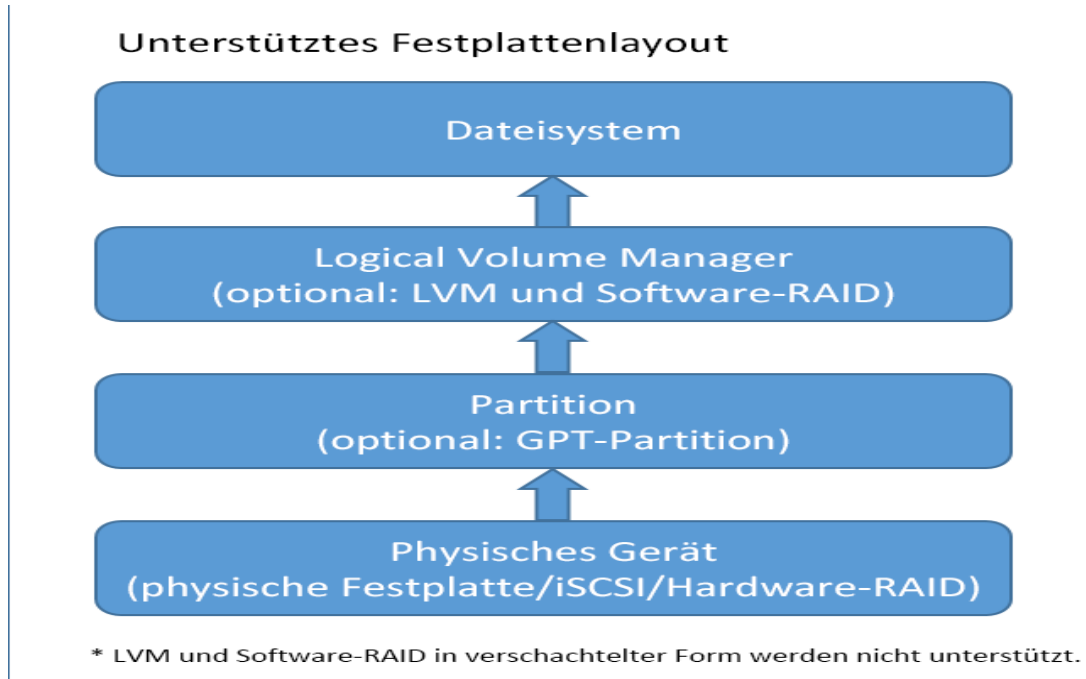 Unterstütztes Festplattenlayout
Dateisystem
Logical Volume Manager
(optional: LVM und Software-RAID)
Partition
(optional: GPT-Partition)
Physisches Gerät
(physische Festplatte/iSCSI/Hardware-RAID)
* LVM und Software-RAID in verschachtelter Form werden nicht unterstützt.